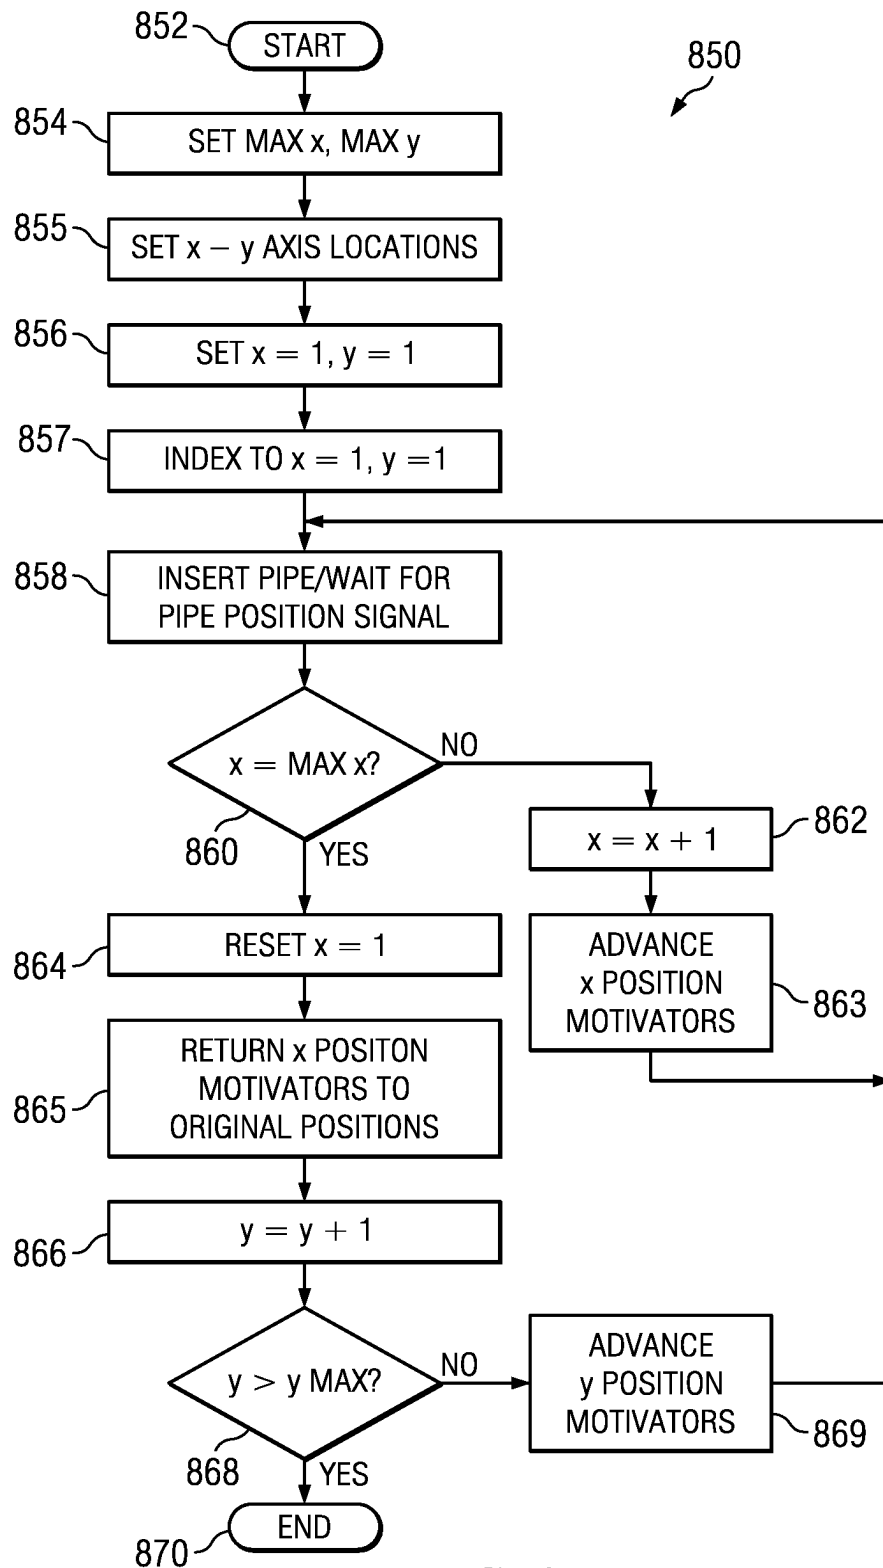 852
START
850
854
SET MAX x, MAX y
855
SET x – y AXIS LOCATIONS
856
SET x = 1, y = 1
857
INDEX TO x = 1, y =1
858
INSERT PIPE/WAIT FOR
PIPE POSITION SIGNAL
x = MAX x?
NO
860
YES
x = x + 1
862
864
RESET x = 1
ADVANCE
x POSITION
MOTIVATORS
863
865
RETURN x POSITON
MOTIVATORS TO
ORIGINAL POSITIONS
866
y = y + 1
y > y MAX?
NO
868
YES
ADVANCE
y POSITION
MOTIVATORS
869
870
END